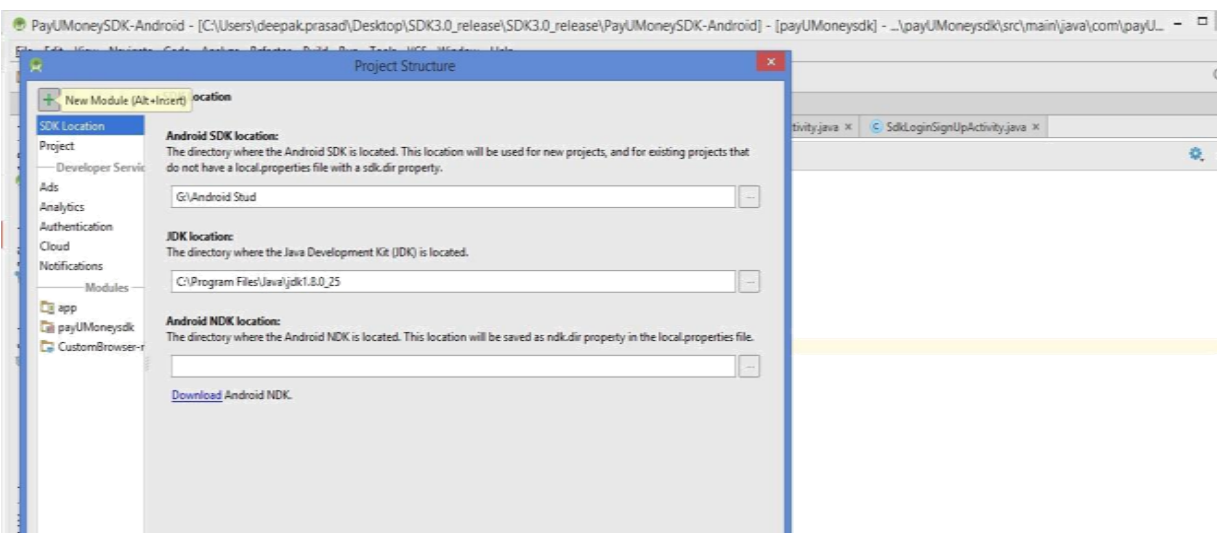 PayUMoneySDK-Android - [C:\Users\deepak.prasad\Desktop\SDK3.0_release\SDK3.0_release\PayUMoneySDK-Android] - [payUMoneysdk] - ...\payUMoneysdk\src\main\java\com\payU...
Project Structure
New Module (Alt+Insert)
ocation
SDK Location
Project
Developer Servic
Ads
Analytics
Authentication
Cloud
Notifications
Modules
app
payUMoneysdk
CustomBrowser-r
Android SDK location:
The directory where the Android SDK is located. This location will be used for new projects, and for existing projects that
do not have a local.properties file with a sdk.dir property.
G:\Android Stud
...
JDK location:
The directory where the Java Development Kit (JDK) is located.
C:\Program Files\Java\jdk1.8.0_25
...
Android NDK location:
The directory where the Android NDK is located. This location will be saved as ndk.dir property in the local.properties file.
...
Download Android NDK.
tivity.java
SdkLoginSignUpActivity.java